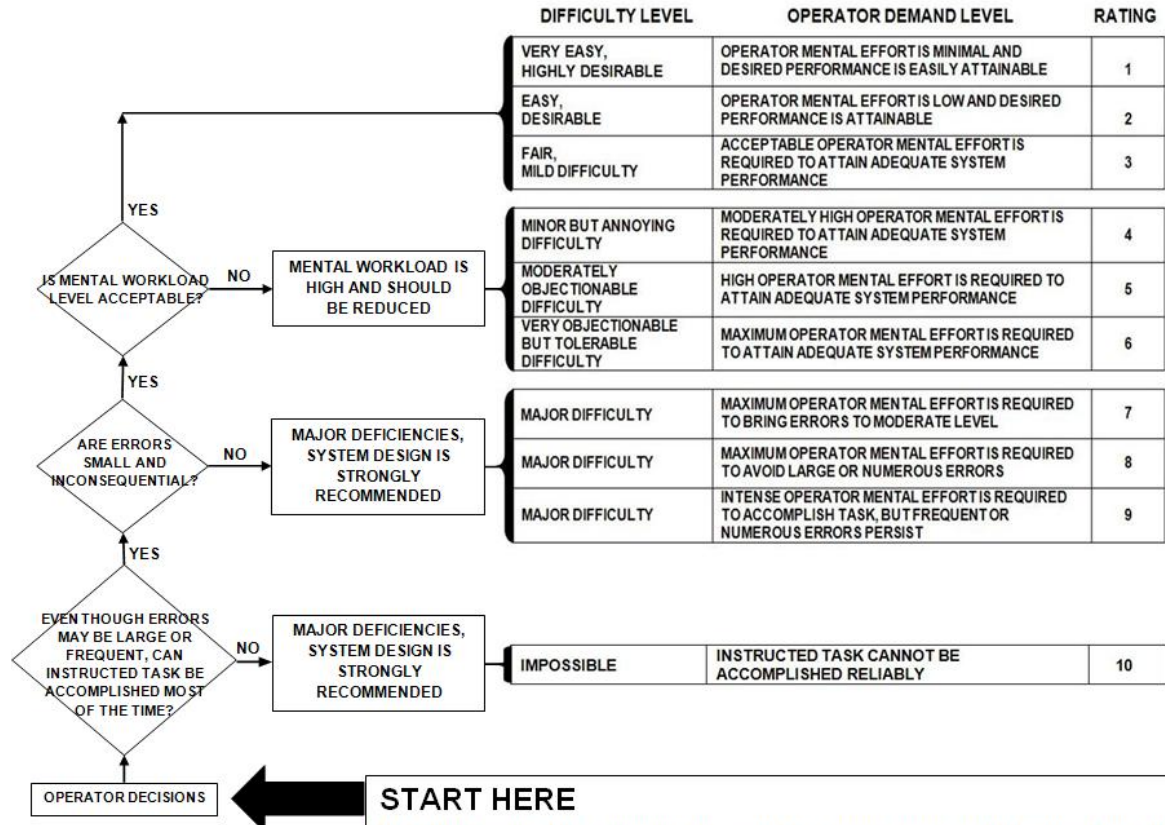 DIFFICULTY LEVEL OPERATOR DEMAND LEVEL RATING
VERY EASY,
HIGHLY DESIRABLE
OPERATOR MENTAL EFFORT IS MINIMAL AND
DESIRED PERFORMANCE IS EASILY ATTAINABLE
1
EASY,
DESIRABLE
OPERATOR MENTAL EFFORT IS LOW AND DESIRED
PERFORMANCE IS ATTAINABLE
2
FAIR,
MILD DIFFICULTY
ACCEPTABLE OPERATOR MENTAL EFFORT IS
REQUIRED TO ATTAIN ADEQUATE SYSTEM
PERFORMANCE
3
YES
IS MENTAL WORKLOAD
LEVEL ACCEPTABLE?
NO
MENTAL WORKLOAD IS
HIGH AND SHOULD
BE REDUCED
MINOR BUT ANNOYING
DIFFICULTY
MODERATELY HIGH OPERATOR MENTAL EFFORT IS
REQUIRED TO ATTAIN ADEQUATE SYSTEM
PERFORMANCE
4
MODERATELY
OBJECTIONABLE
DIFFICULTY
HIGH OPERATOR MENTAL EFFORT IS REQUIRED TO
ATTAIN ADEQUATE SYSTEM PERFORMANCE
5
VERY OBJECTIONABLE
BUT TOLERABLE
DIFFICULTY
MAXIMUM OPERATOR MENTAL EFFORT IS REQUIRED
TO ATTAIN ADEQUATE SYSTEM PERFORMANCE
6
YES
ARE ERRORS
SMALL AND
INCONSEQUENTIAL?
NO
MAJOR DEFICIENCIES,
SYSTEM DESIGN IS
STRONGLY
RECOMMENDED
MAJOR DIFFICULTY
MAXIMUM OPERATOR MENTAL EFFORT IS REQUIRED
TO BRING ERRORS TO MODERATE LEVEL
7
MAJOR DIFFICULTY
MAXIMUM OPERATOR MENTAL EFFORT IS REQUIRED
TO AVOID LARGE OR NUMEROUS ERRORS
8
MAJOR DIFFICULTY
INTENSE OPERATOR MENTAL EFFORT IS REQUIRED
TO ACCOMPLISH TASK, BUT FREQUENT OR
NUMEROUS ERRORS PERSIST
9
YES
EVEN THOUGH ERRORS
MAY BE LARGE OR
FREQUENT, CAN
INSTRUCTED TASK BE
ACCOMPLISHED MOST
OF THE TIME?
NO
MAJOR DEFICIENCIES,
SYSTEM DESIGN IS
STRONGLY
RECOMMENDED
IMPOSSIBLE
INSTRUCTED TASK CANNOT BE
ACCOMPLISHED RELIABLY
10
OPERATOR DECISIONS
START HERE